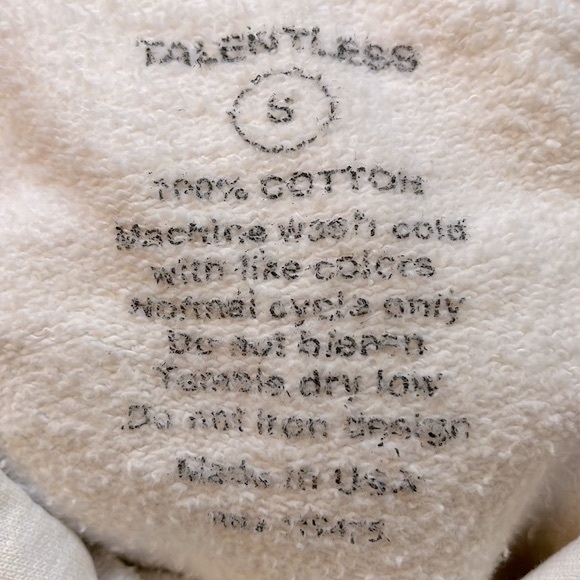 TALENTLESS
S
100% COTTON
Machine wash cold
with like colors
Normal cycle only
Do not bleach
Tumble dry low
Do not iron design
Made in USA
RN#